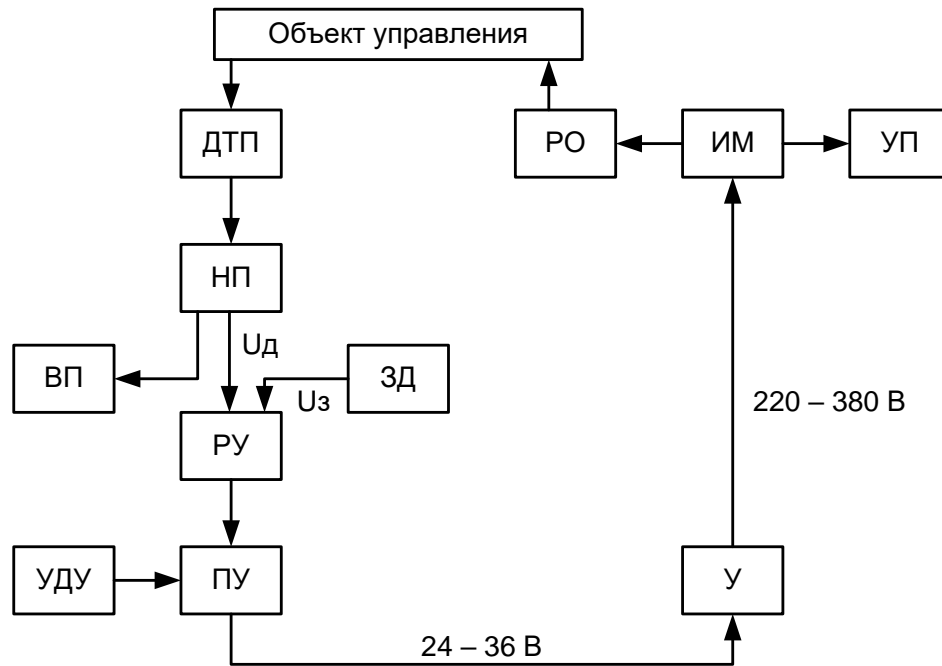 Объект управления
ДТП
РО
ИМ
УП
НП
Uд
ВП
Uз
ЗД
220 – 380 В
РУ
УДУ
ПУ
У
24 – 36 В